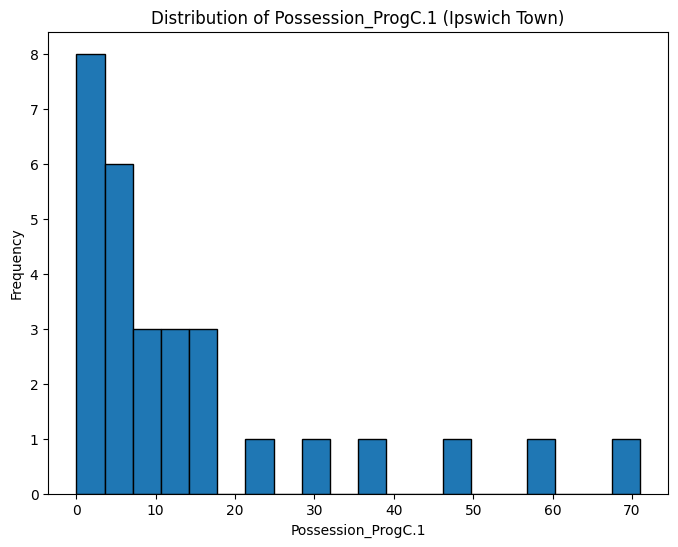 Distribution of Possession_ProgC.1 (Ipswich Town)
Frequency
8
7
6
5
4
3
2
1
0
0 10 20 30 40 50 60 70
Possession_ProgC.1